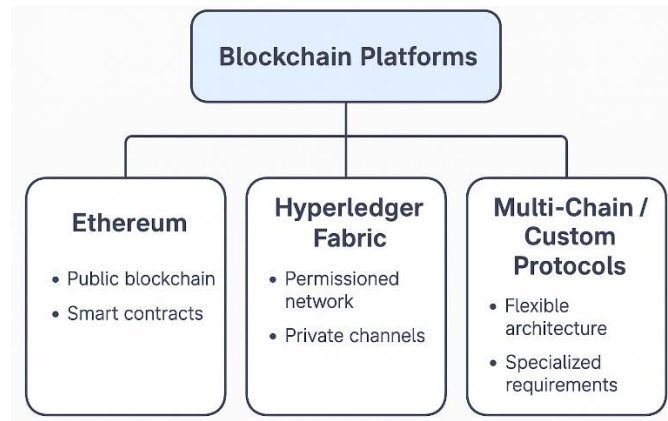 Blockchain Platforms
Ethereum
• Public blockchain
• Smart contracts
Hyperledger
Fabric
• Permissioned
network
• Private channels
Multi-Chain /
Custom
Protocols
• Flexible
architecture
• Specialized
requirements